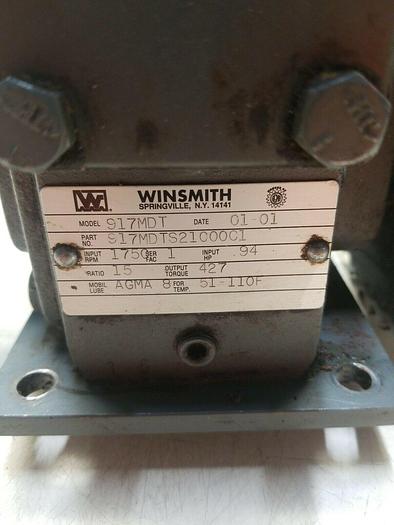 W WINSMITH
SPRINGVILLE, N.Y. 14141
MODEL 917MDT DATE 01-01
PART NO. 917MDTS21C00C1
INPUT RPM 1750 SER FAC 1 INPUT HP .94
RATIO 15 OUTPUT TORQUE 427
MOBIL LUBE AGMA 8 FOR TEMP. 51-110F